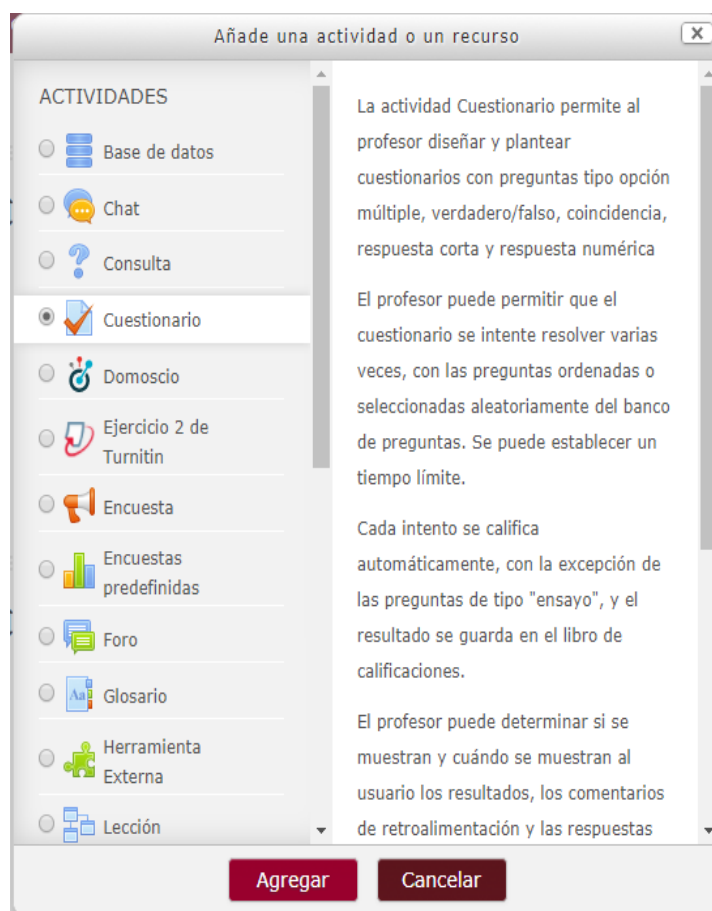 Añade una actividad o un recurso
ACTIVIDADES
Base de datos
Chat
Consulta
Cuestionario
Domoscio
Ejercicio 2 de
Turnitin
Encuesta
Encuestas
predefinidas
Foro
Glosario
Herramienta
Externa
Lección
La actividad Cuestionario permite al
profesor diseñar y plantear
cuestionarios con preguntas tipo opción
múltiple, verdadero/falso, coincidencia,
respuesta corta y respuesta numérica
El profesor puede permitir que el
cuestionario se intente resolver varias
veces, con las preguntas ordenadas o
seleccionadas aleatoriamente del banco
de preguntas. Se puede establecer un
tiempo límite.
Cada intento se califica
automáticamente, con la excepción de
las preguntas de tipo "ensayo", y el
resultado se guarda en el libro de
calificaciones.
El profesor puede determinar si se
muestran y cuándo se muestran al
usuario los resultados, los comentarios
de retroalimentación y las respuestas
Agregar
Cancelar